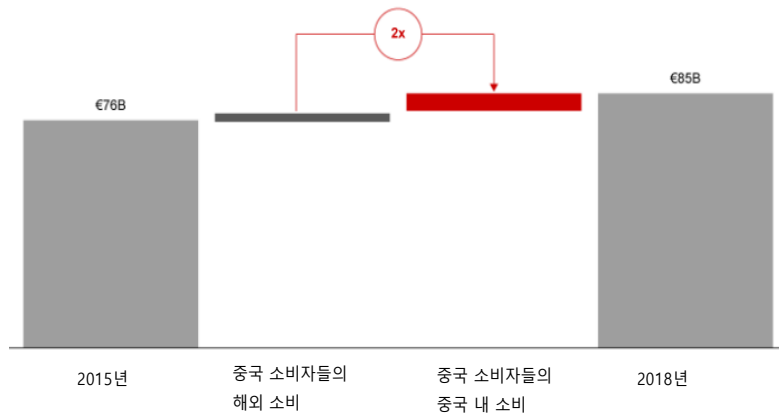 2x
€76B
€85B
2015년
중국 소비자들의
해외 소비
중국 소비자들의
중국 내 소비
2018년